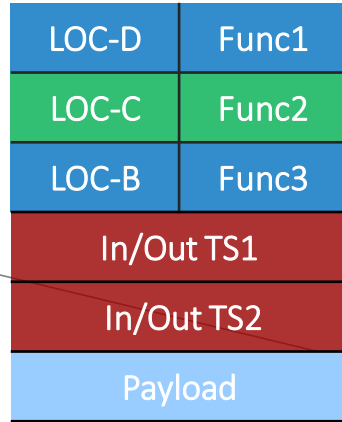 LOC-D Func1
LOC-C Func2
LOC-B Func3
In/Out TS1
In/Out TS2
Payload